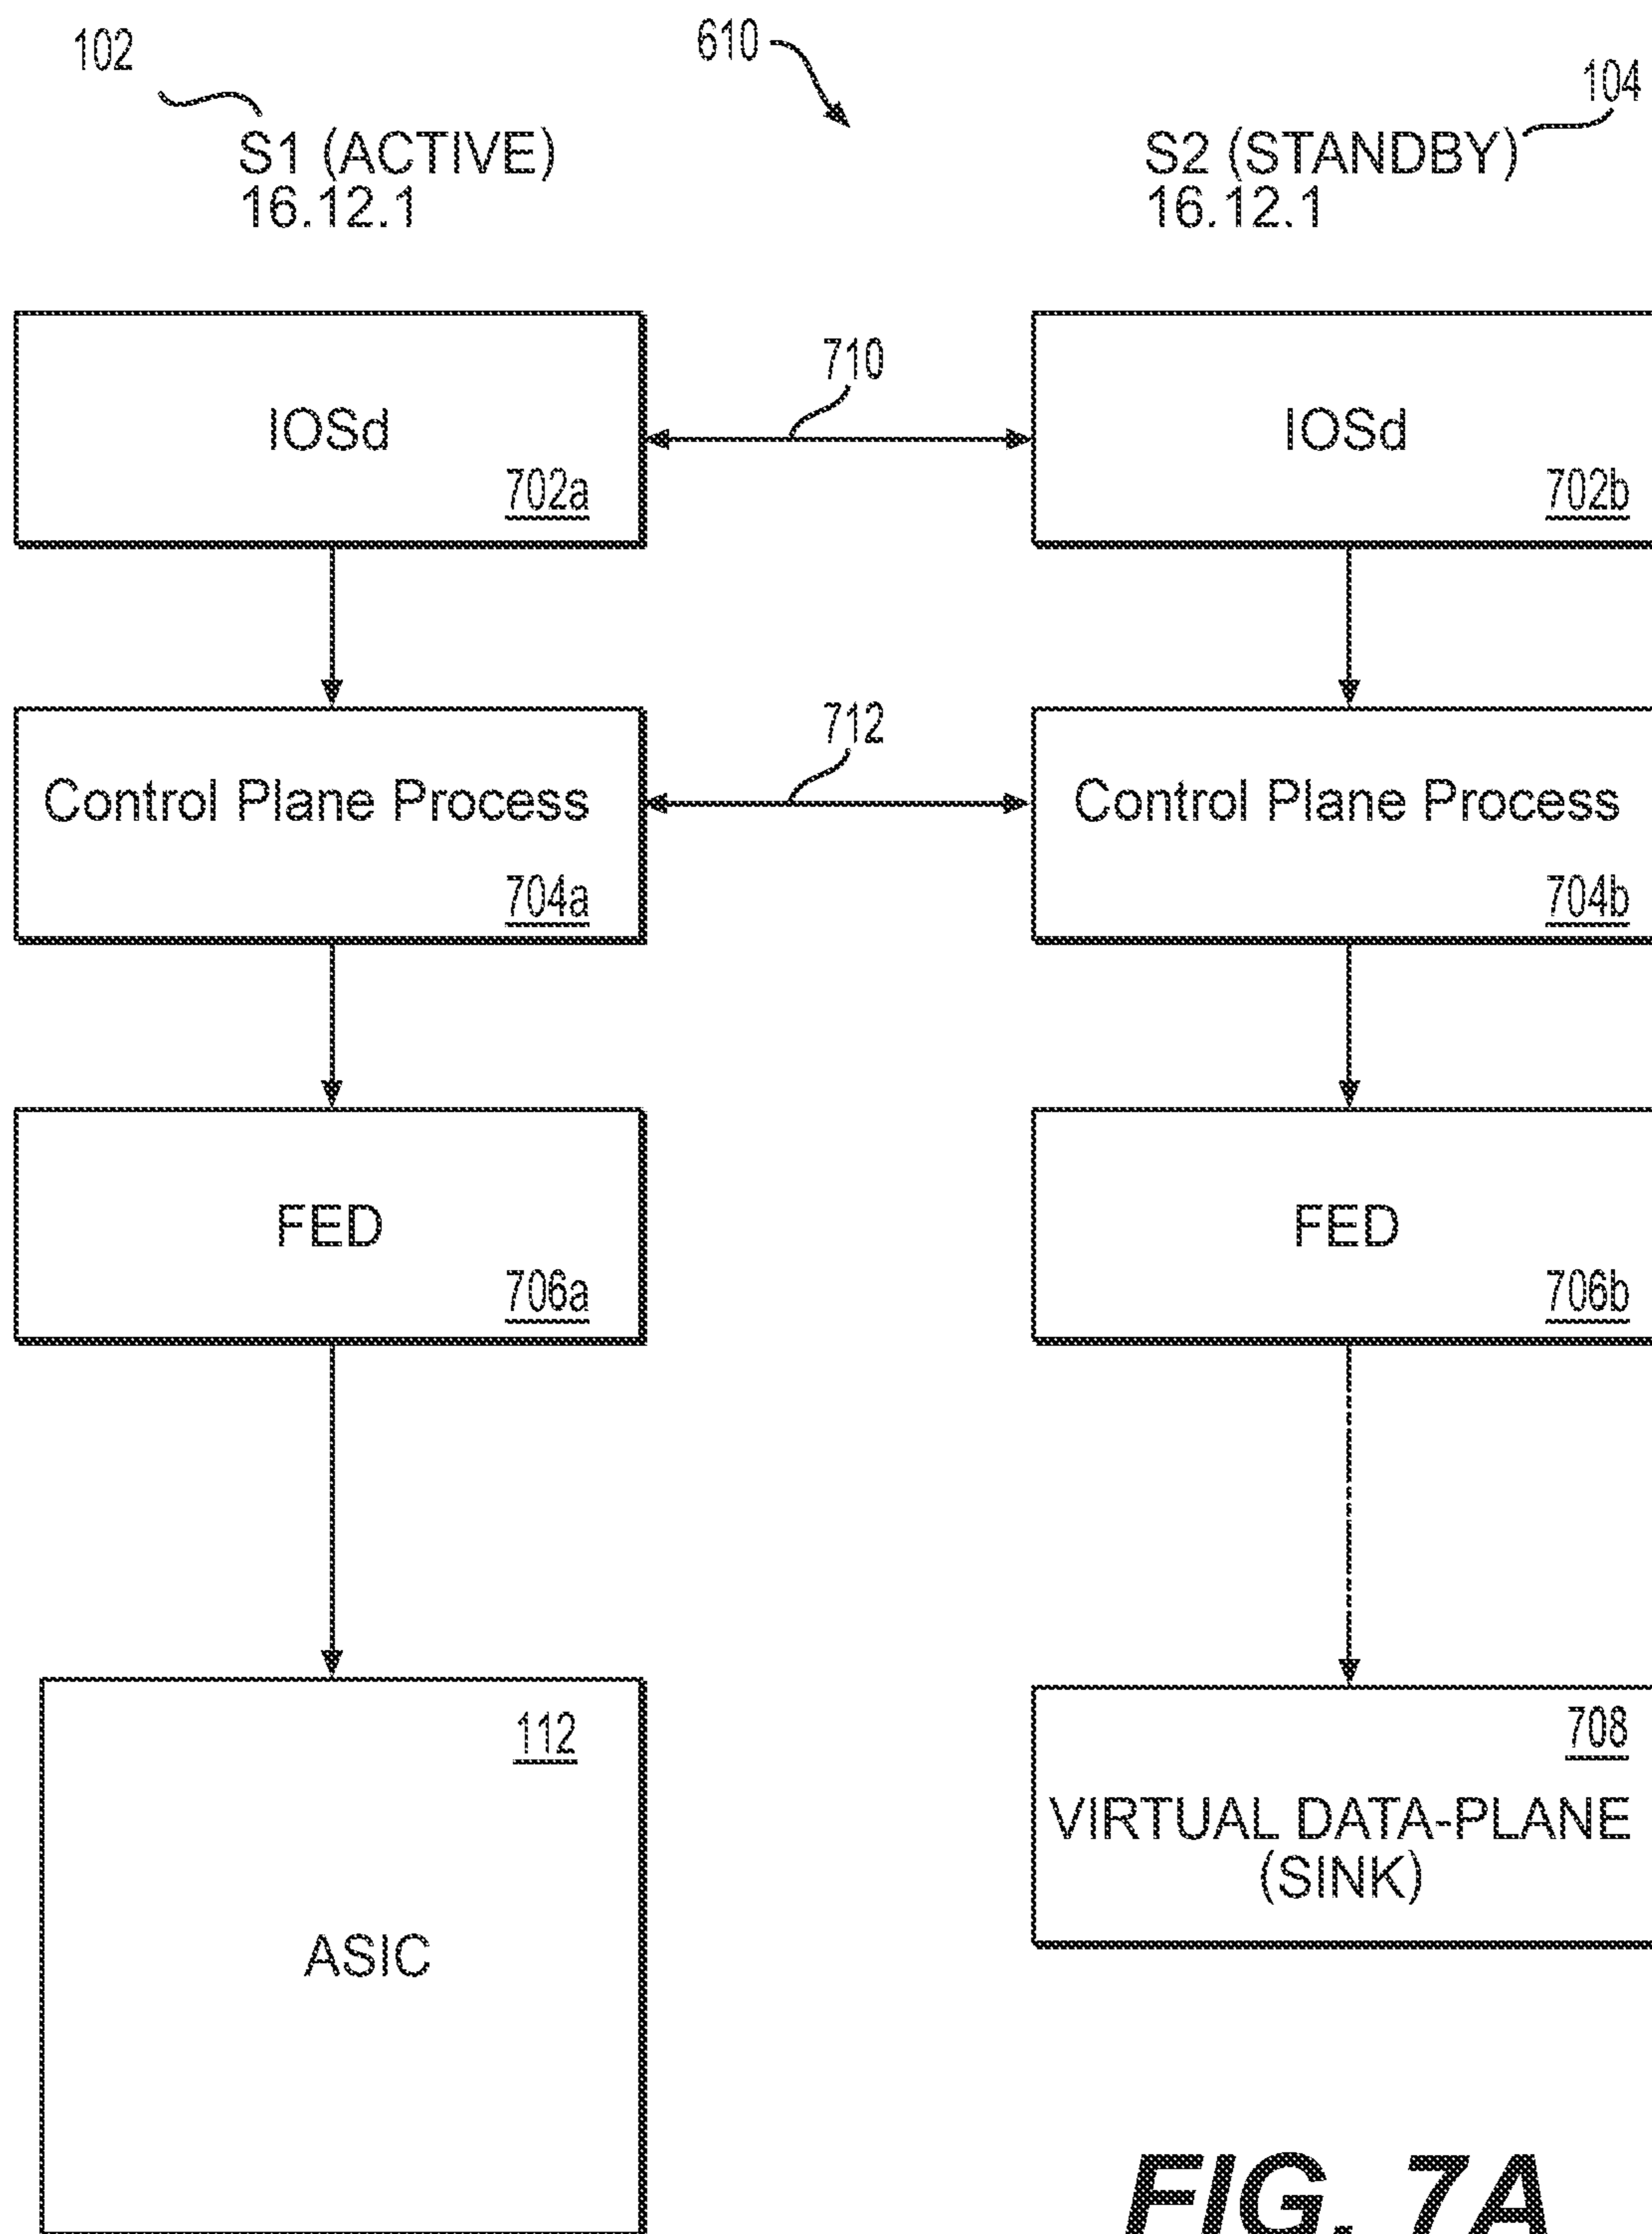 102
610
104
S1 (ACTIVE)
16.12.1
S2 (STANDBY)
16.12.1
710
IOSd
702a
IOSd
702b
712
Control Plane Process
704a
Control Plane Process
704b
FED
706a
FED
706b
112
ASIC
708
VIRTUAL DATA-PLANE
(SINK)
FIG. 7A